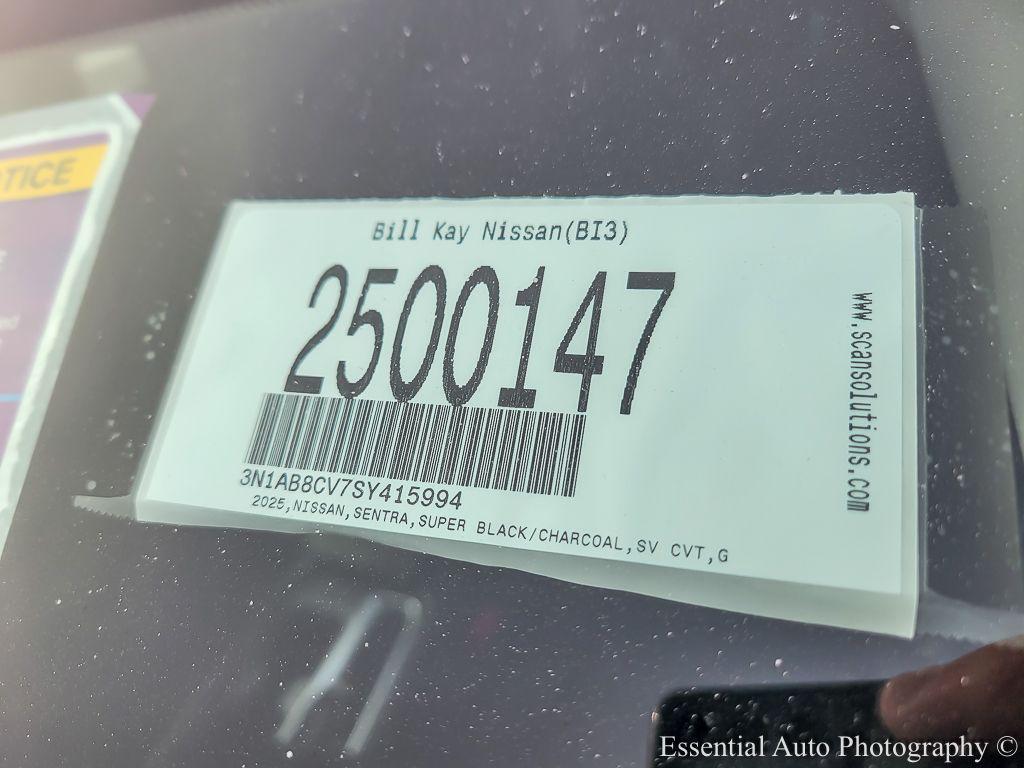 TICE
Bill Kay Nissan(BI3)
2500147
3N1AB8CV7SY415994
2025,NISSAN,SENTRA,SUPER BLACK/CHARCOAL,SV CVT,G
www.scansolutions.com
Essential Auto Photography ©